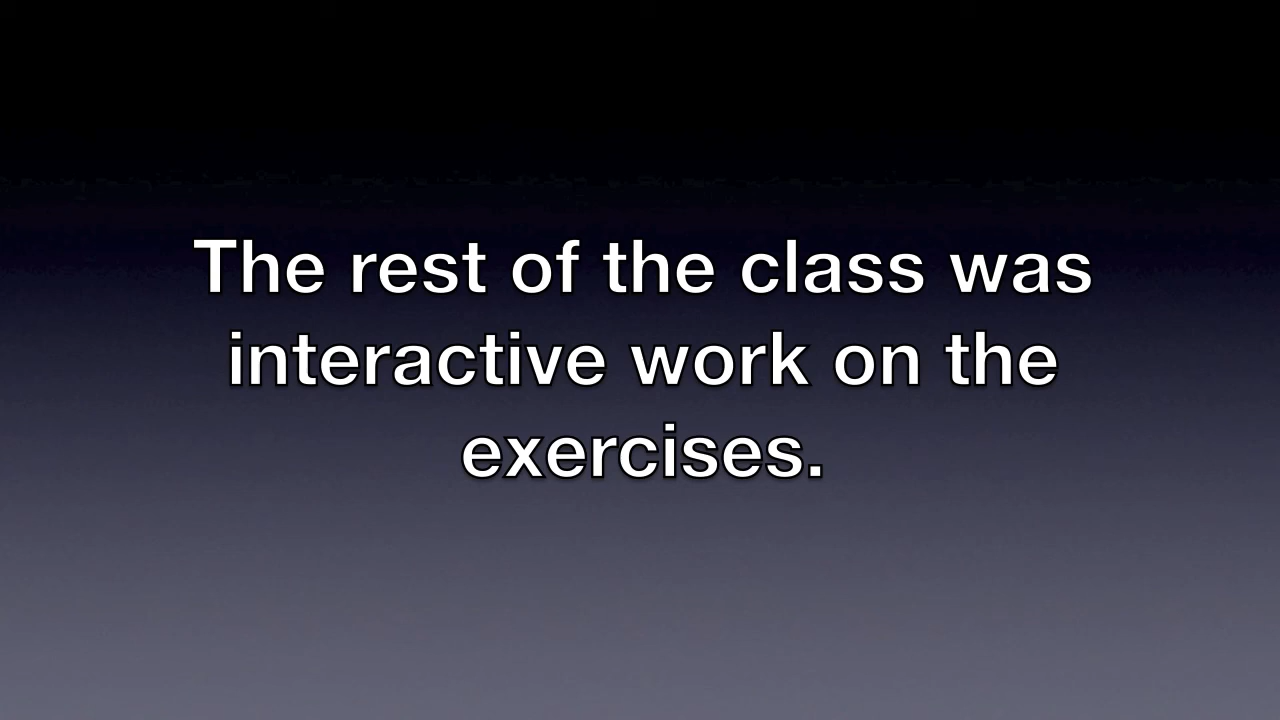 The rest of the class was
interactive work on the
exercises.